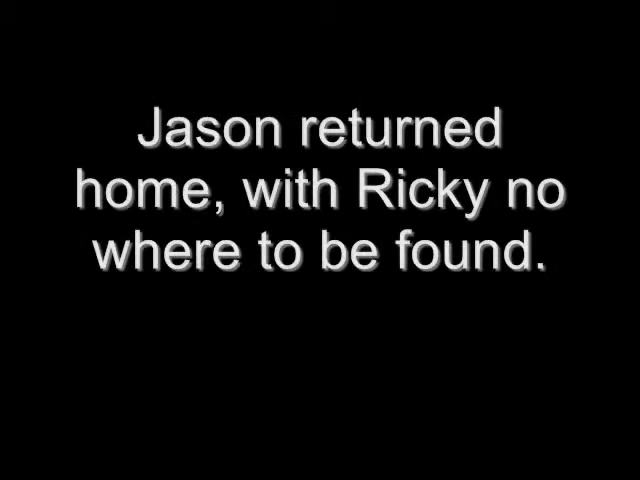 Jason returned
home, with Ricky no
where to be found.